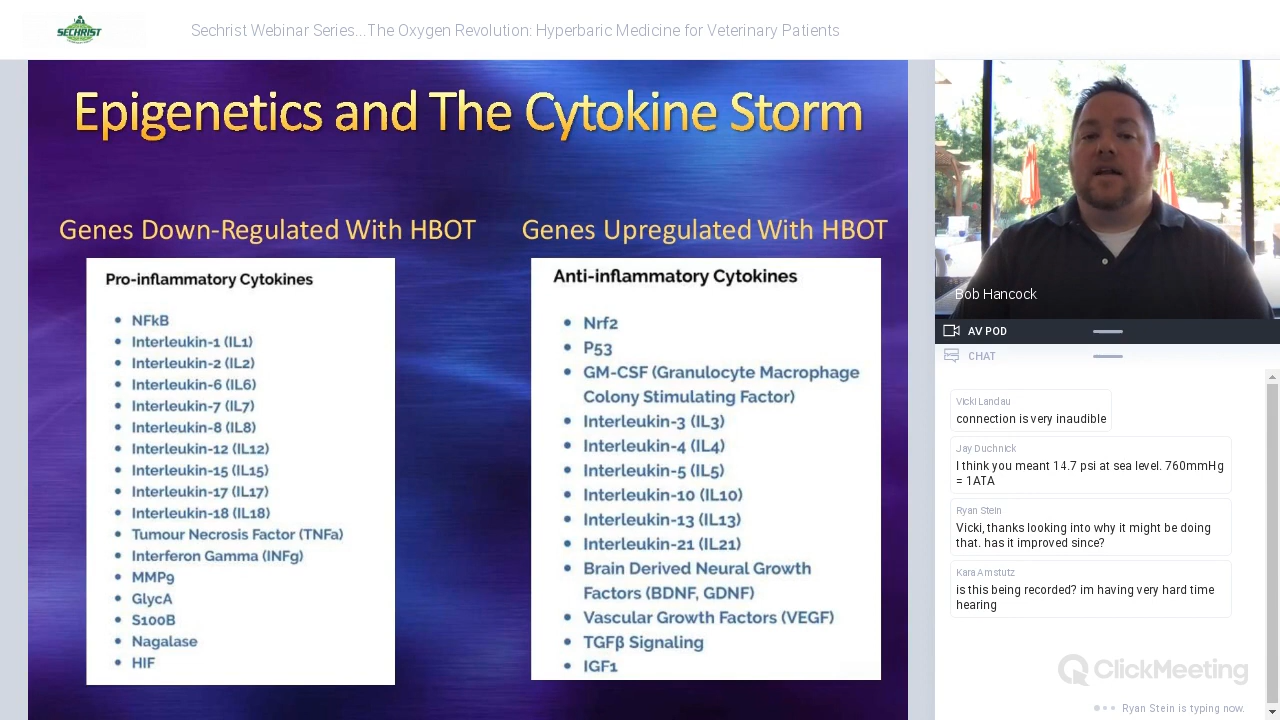 SECHRIST
Sechrist Webinar Series...The Oxygen Revolution: Hyperbaric Medicine for Veterinary Patients
Epigenetics and The Cytokine Storm
Genes Down-Regulated With HBOT
Pro-inflammatory Cytokines
• NFkB
• Interleukin-1 (IL1)
• Interleukin-2 (IL2)
• Interleukin-6 (IL6)
• Interleukin-7 (IL7)
• Interleukin-8 (IL8)
• Interleukin-12 (IL12)
• Interleukin-15 (IL15)
• Interleukin-17 (IL17)
• Interleukin-18 (IL18)
• Tumour Necrosis Factor (TNFa)
• Interferon Gamma (INFg)
• MMP9
• GlycA
• S100B
• Nagalase
• HIF
Genes Upregulated With HBOT
Anti-inflammatory Cytokines
• Nrf2
• P53
• GM-CSF (Granulocyte Macrophage
Colony Stimulating Factor)
• Interleukin-3 (IL3)
• Interleukin-4 (IL4)
• Interleukin-5 (IL5)
• Interleukin-10 (IL10)
• Interleukin-13 (IL13)
• Interleukin-21 (IL21)
• Brain Derived Neural Growth
Factors (BDNF, GDNF)
• Vascular Growth Factors (VEGF)
• TGFβ Signaling
• IGF1
Bob Hancock
AV POD
CHAT
Vicki Landau
connection is very inaudible
Jay Duchnick
I think you meant 14.7 psi at sea level. 760mmHg
= 1ATA
Ryan Stein
Vicki, thanks looking into why it might be doing
that. has it improved since?
Kara Amstutz
is this being recorded? im having very hard time
hearing
ClickMeeting
Ryan Stein is typing now.